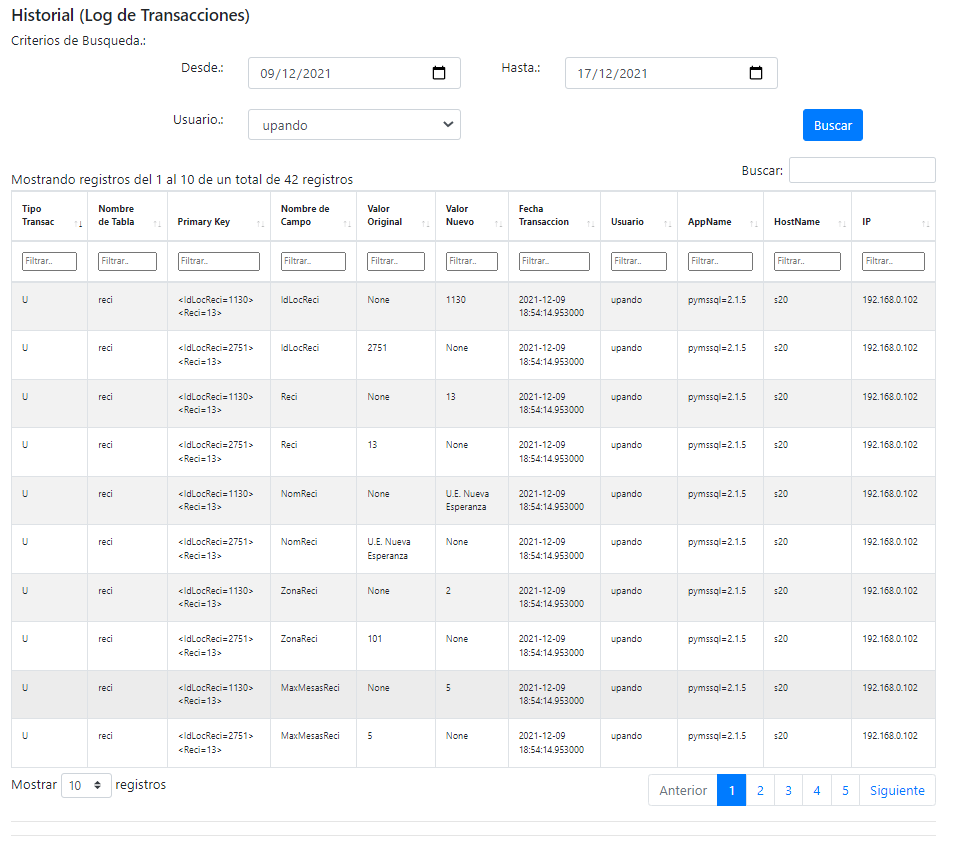 Historial (Log de Transacciones)
Criterios de Busqueda.:
Desde.: 09/12/2021 Hasta.: 17/12/2021
Usuario.: upando Buscar
Buscar:
Mostrando registros del 1 al 10 de un total de 42 registros
Tipo Transac Nombre de Tabla Primary Key Nombre de Campo Valor Original Valor Nuevo Fecha Transaccion Usuario AppName HostName IP
Filtrar.. Filtrar.. Filtrar.. Filtrar.. Filtrar.. Filtrar.. Filtrar.. Filtrar.. Filtrar.. Filtrar.. Filtrar..
U reci <IdLocReci=1130> IdLocReci None 1130 2021-12-09 upando pymssql=2.1.5 s20 192.168.0.102
<Reci=13> 18:54:14.953000
U reci <IdLocReci=2751> IdLocReci 2751 None 2021-12-09 upando pymssql=2.1.5 s20 192.168.0.102
<Reci=13> 18:54:14.953000
U reci <IdLocReci=1130> Reci None 13 2021-12-09 upando pymssql=2.1.5 s20 192.168.0.102
<Reci=13> 18:54:14.953000
U reci <IdLocReci=2751> Reci 13 None 2021-12-09 upando pymssql=2.1.5 s20 192.168.0.102
<Reci=13> 18:54:14.953000
U reci <IdLocReci=1130> NomReci None U.E. Nueva 2021-12-09 upando pymssql=2.1.5 s20 192.168.0.102
<Reci=13> Esperanza 18:54:14.953000
U reci <IdLocReci=2751> NomReci U.E. Nueva None 2021-12-09 upando pymssql=2.1.5 s20 192.168.0.102
<Reci=13> Esperanza 18:54:14.953000
U reci <IdLocReci=1130> ZonaReci None 2 2021-12-09 upando pymssql=2.1.5 s20 192.168.0.102
<Reci=13> 18:54:14.953000
U reci <IdLocReci=2751> ZonaReci 101 None 2021-12-09 upando pymssql=2.1.5 s20 192.168.0.102
<Reci=13> 18:54:14.953000
U reci <IdLocReci=1130> MaxMesasReci None 5 2021-12-09 upando pymssql=2.1.5 s20 192.168.0.102
<Reci=13> 18:54:14.953000
U reci <IdLocReci=2751> MaxMesasReci 5 None 2021-12-09 upando pymssql=2.1.5 s20 192.168.0.102
<Reci=13> 18:54:14.953000
Mostrar 10 registros Anterior 1 2 3 4 5 Siguiente